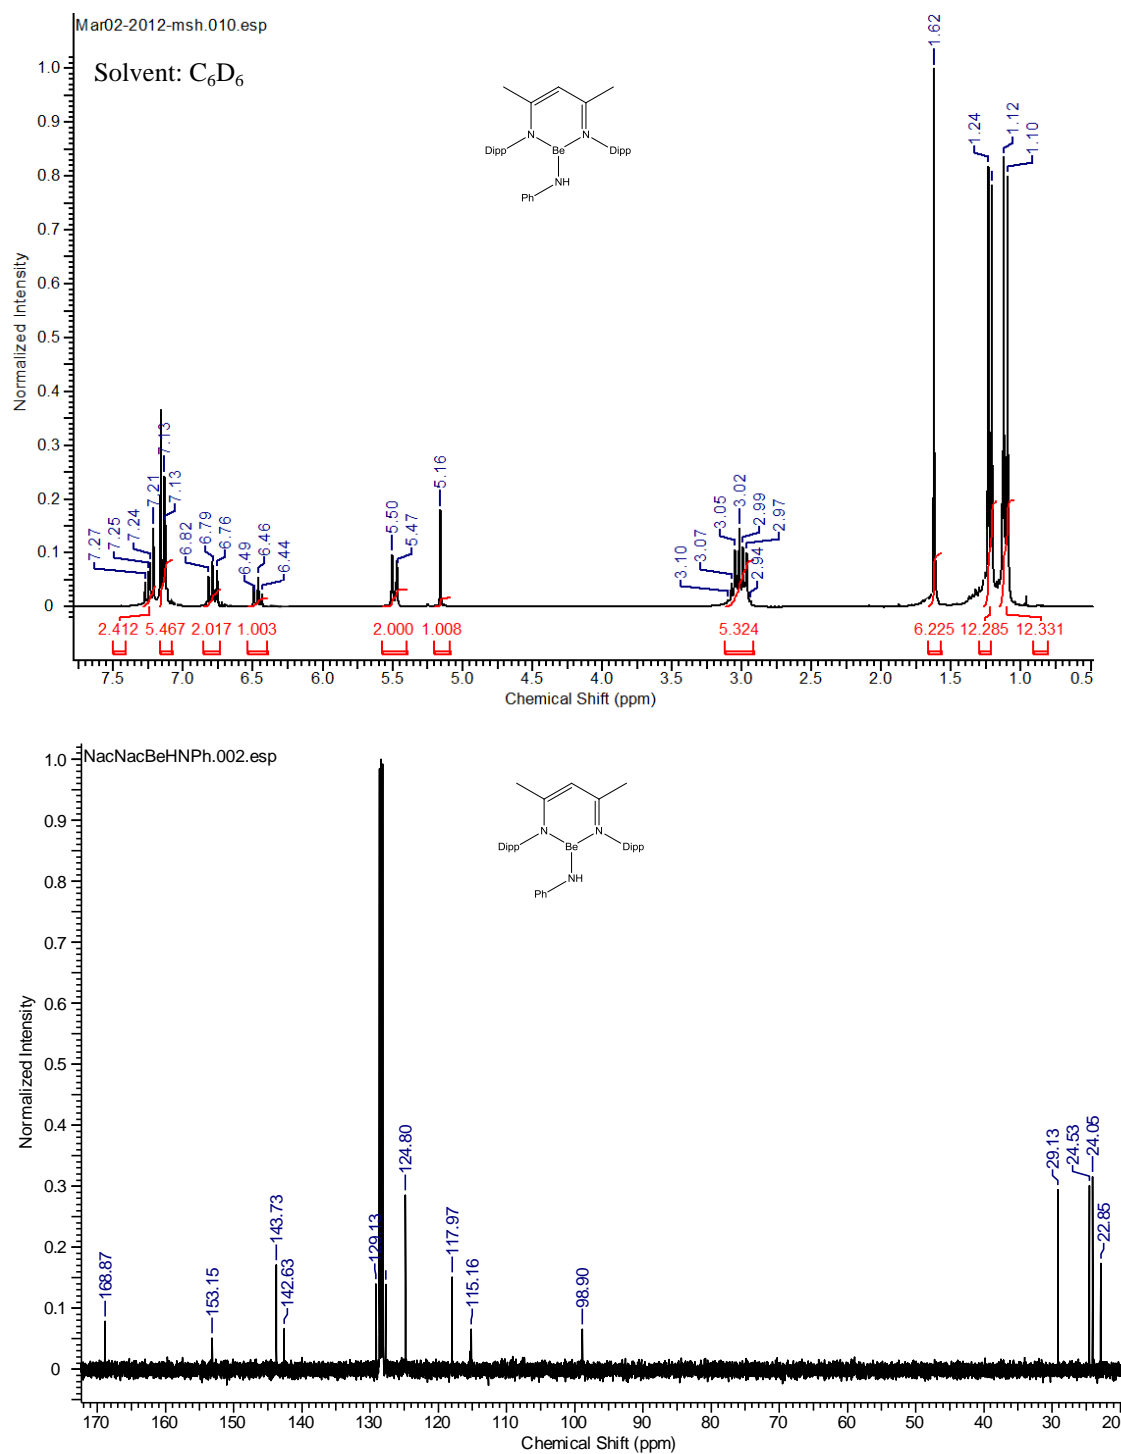 Mar02-2012-msh.010.esp
Solvent: C6D6
N
N
Be
Dipp
Dipp
NH
Ph
1.62
1.24
1.12
1.10
7.27
7.25
7.24
7.21
7.13
7.13
6.82
6.79
6.76
6.49
6.46
6.44
5.50
5.47
5.16
3.10
3.07
3.05
3.02
2.99
2.97
2.94
Normalized Intensity
1.0
0.9
0.8
0.7
0.6
0.5
0.4
0.3
0.2
0.1
0
2.412 5.467 2.017 1.003 2.000 1.008 5.324 6.225 12.285 12.331
7.5 7.0 6.5 6.0 5.5 5.0 4.5 4.0 3.5 3.0 2.5 2.0 1.5 1.0 0.5
Chemical Shift (ppm)
NacNacBeHNPh.002.esp
N
N
Be
Dipp
Dipp
NH
Ph
168.87
153.15
143.73
142.63
129.13
124.80
117.97
115.16
98.90
29.13
24.53
24.05
22.85
Normalized Intensity
1.0
0.9
0.8
0.7
0.6
0.5
0.4
0.3
0.2
0.1
0
170 160 150 140 130 120 110 100 90 80 70 60 50 40 30 20
Chemical Shift (ppm)